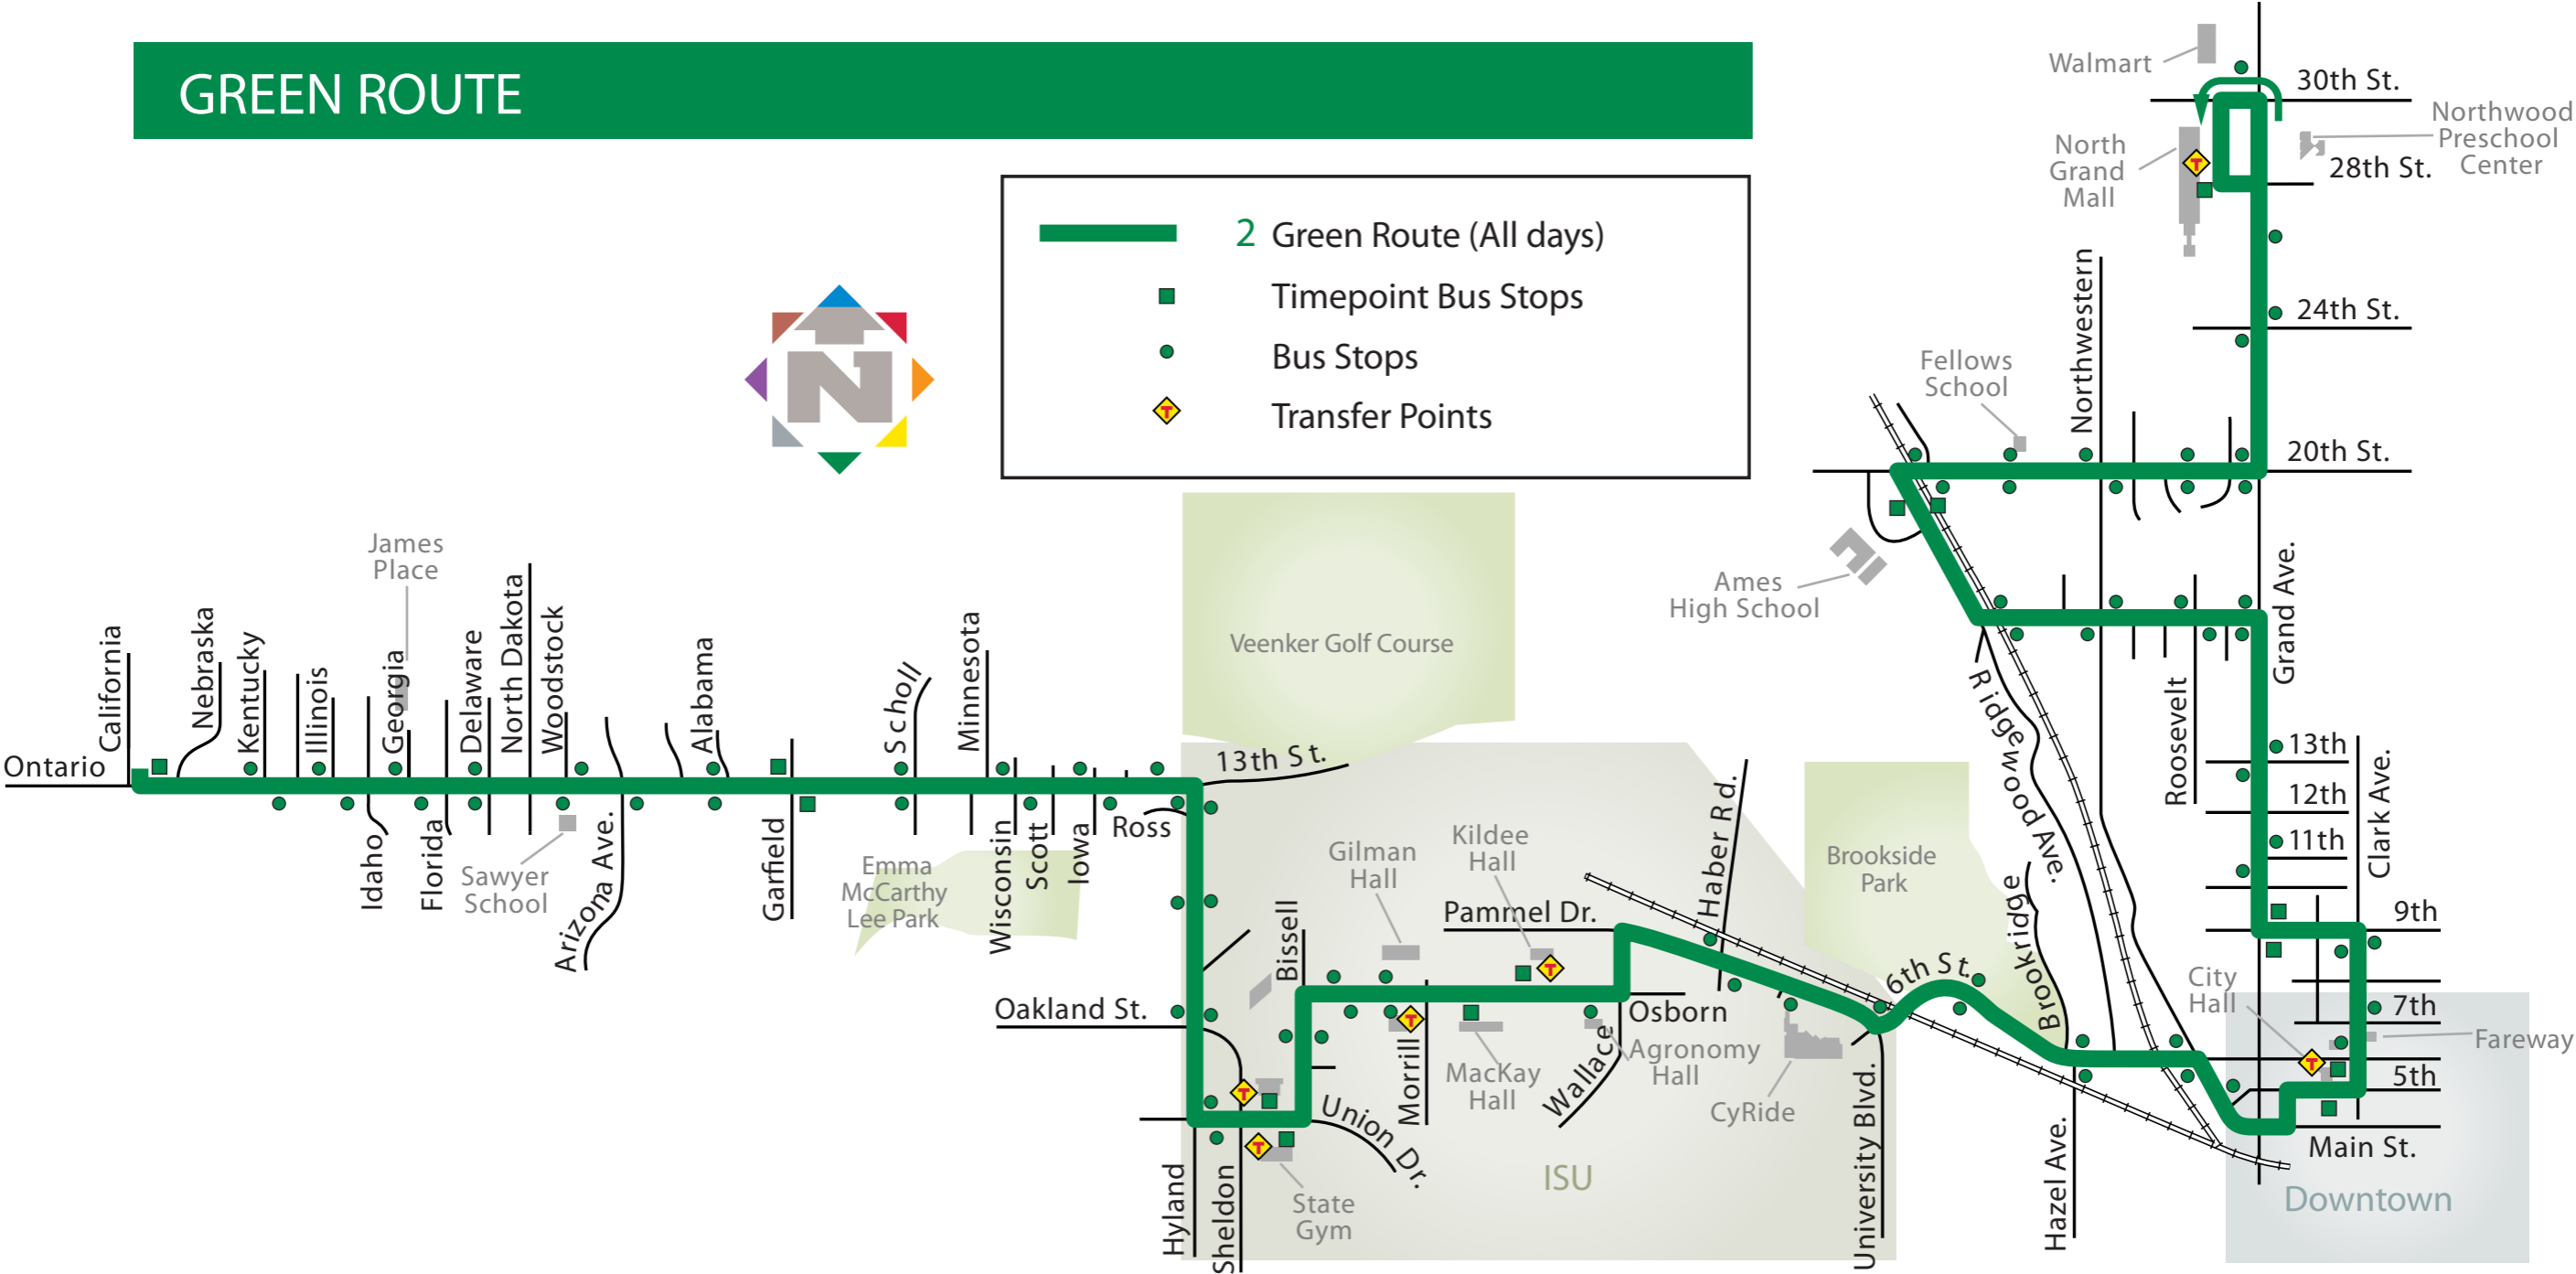 GREEN ROUTE
2 Green Route (All days)
Timepoint Bus Stops
Bus Stops
Transfer Points
N
Walmart
30th St.
Northwood
Preschool
Center
North
Grand
Mall
T
28th St.
24th St.
Northwestern
Fellows
School
20th St.
Ames
High School
Grand Ave.
Ridgewood Ave.
Roosevelt
13th
12th
11th
Clark Ave.
9th
City
Hall
7th
Fareway
T
5th
Main St.
Downtown
James
Place
California
Nebraska
Kentucky
Illinois
Georgia
Delaware
North Dakota
Woodstock
Alabama
Scholl
Minnesota
Ontario
Idaho
Florida
Sawyer
School
Arizona Ave.
Garfield
Emma
McCarthy
Lee Park
Wisconsin
Scott
Iowa
Ross
Veenker Golf Course
13th St.
Gilman
Hall
Kildee
Hall
Haber Rd.
Brookside
Park
Brookridge
Pammel Dr.
Bissell
T
6th St.
Oakland St.
T
Osborn
Morrill
MacKay
Hall
Wallace
Agronomy
Hall
CyRide
University Blvd.
Hazel Ave.
T
Union Dr.
T
Hyland
Sheldon
State
Gym
ISU